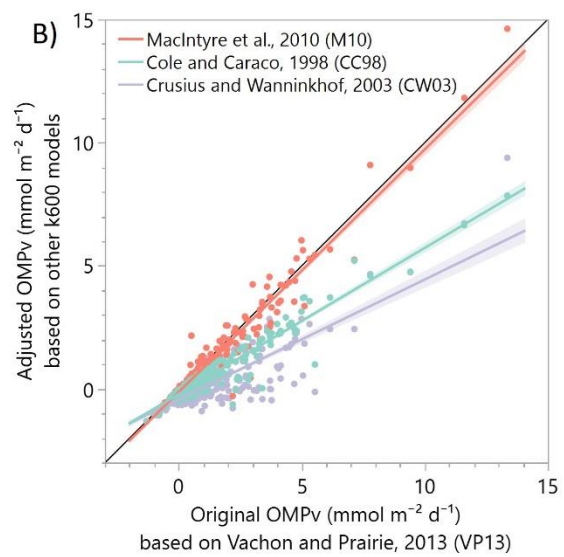 B)
15
MacIntyre et al., 2010 (M10)
Cole and Caraco, 1998 (CC98)
Crusius and Wanninkhof, 2003 (CW03)
10
5
0
Adjusted OMPv (mmol m⁻² d⁻¹)
based on other k600 models
0 5 10 15
Original OMPv (mmol m⁻² d⁻¹)
based on Vachon and Prairie, 2013 (VP13)